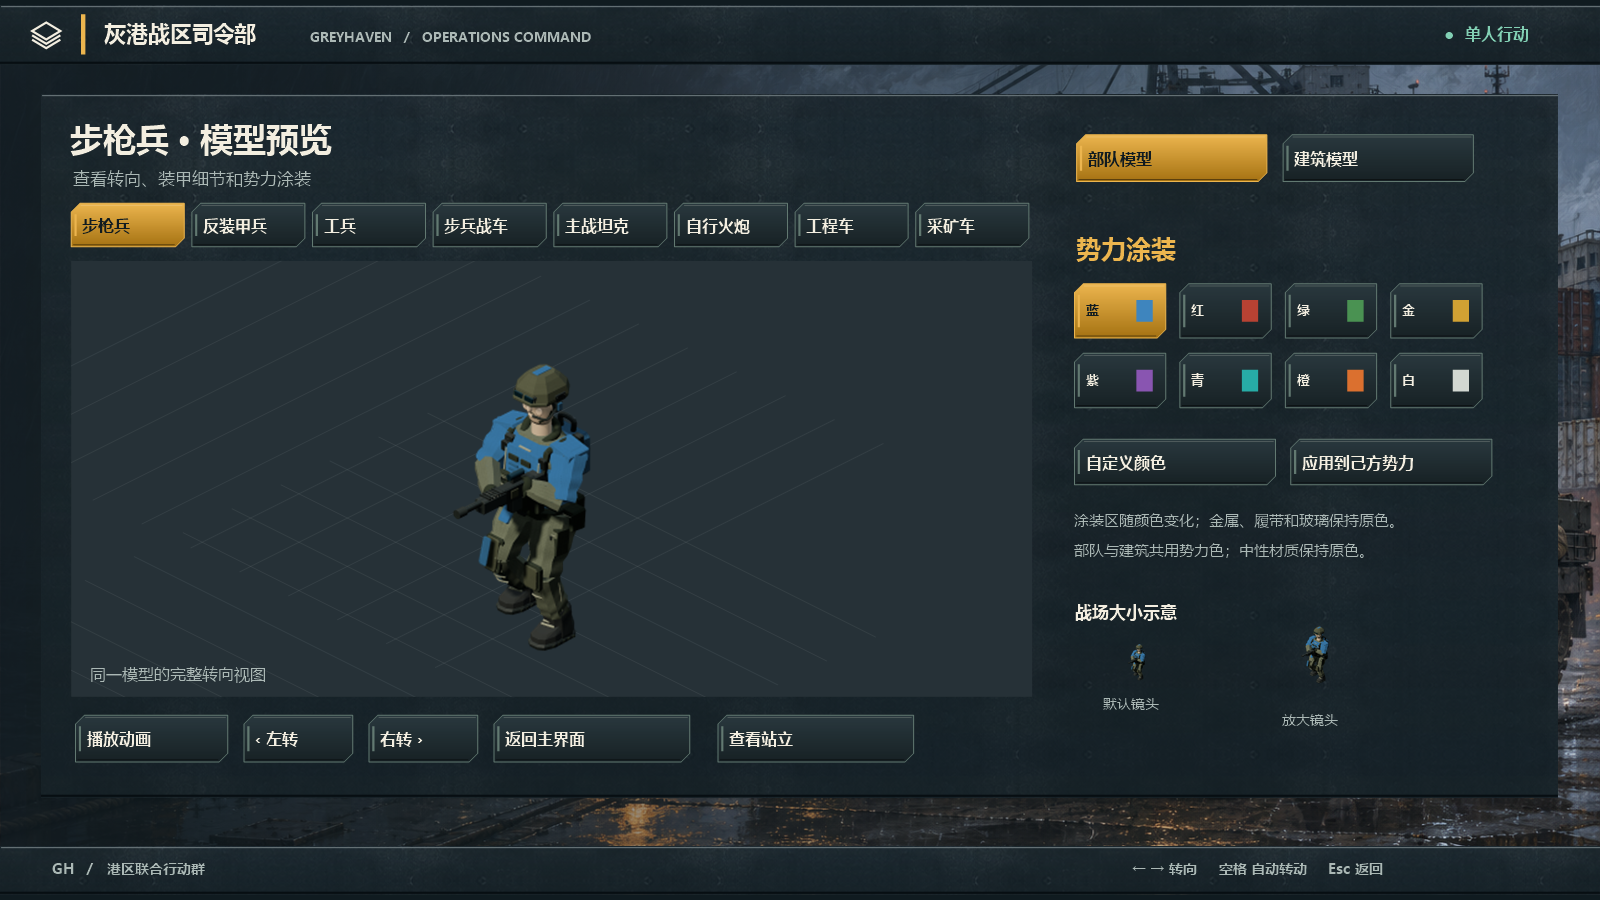 灰港战区司令部
GREYHAVEN / OPERATIONS COMMAND
单人行动
步枪兵 • 模型预览
查看转向、装甲细节和势力涂装
步枪兵
反装甲兵
工兵
步兵战车
主战坦克
自行火炮
工程车
采矿车
同一模型的完整转向视图
播放动画
‹ 左转
右转 ›
返回主界面
查看站立
部队模型
建筑模型
势力涂装
蓝
红
绿
金
紫
青
橙
白
自定义颜色
应用到己方势力
涂装区随颜色变化；金属、履带和玻璃保持原色。
部队与建筑共用势力色；中性材质保持原色。
战场大小示意
默认镜头
放大镜头
GH / 港区联合行动群
←→ 转向 空格 自动转动 Esc 返回